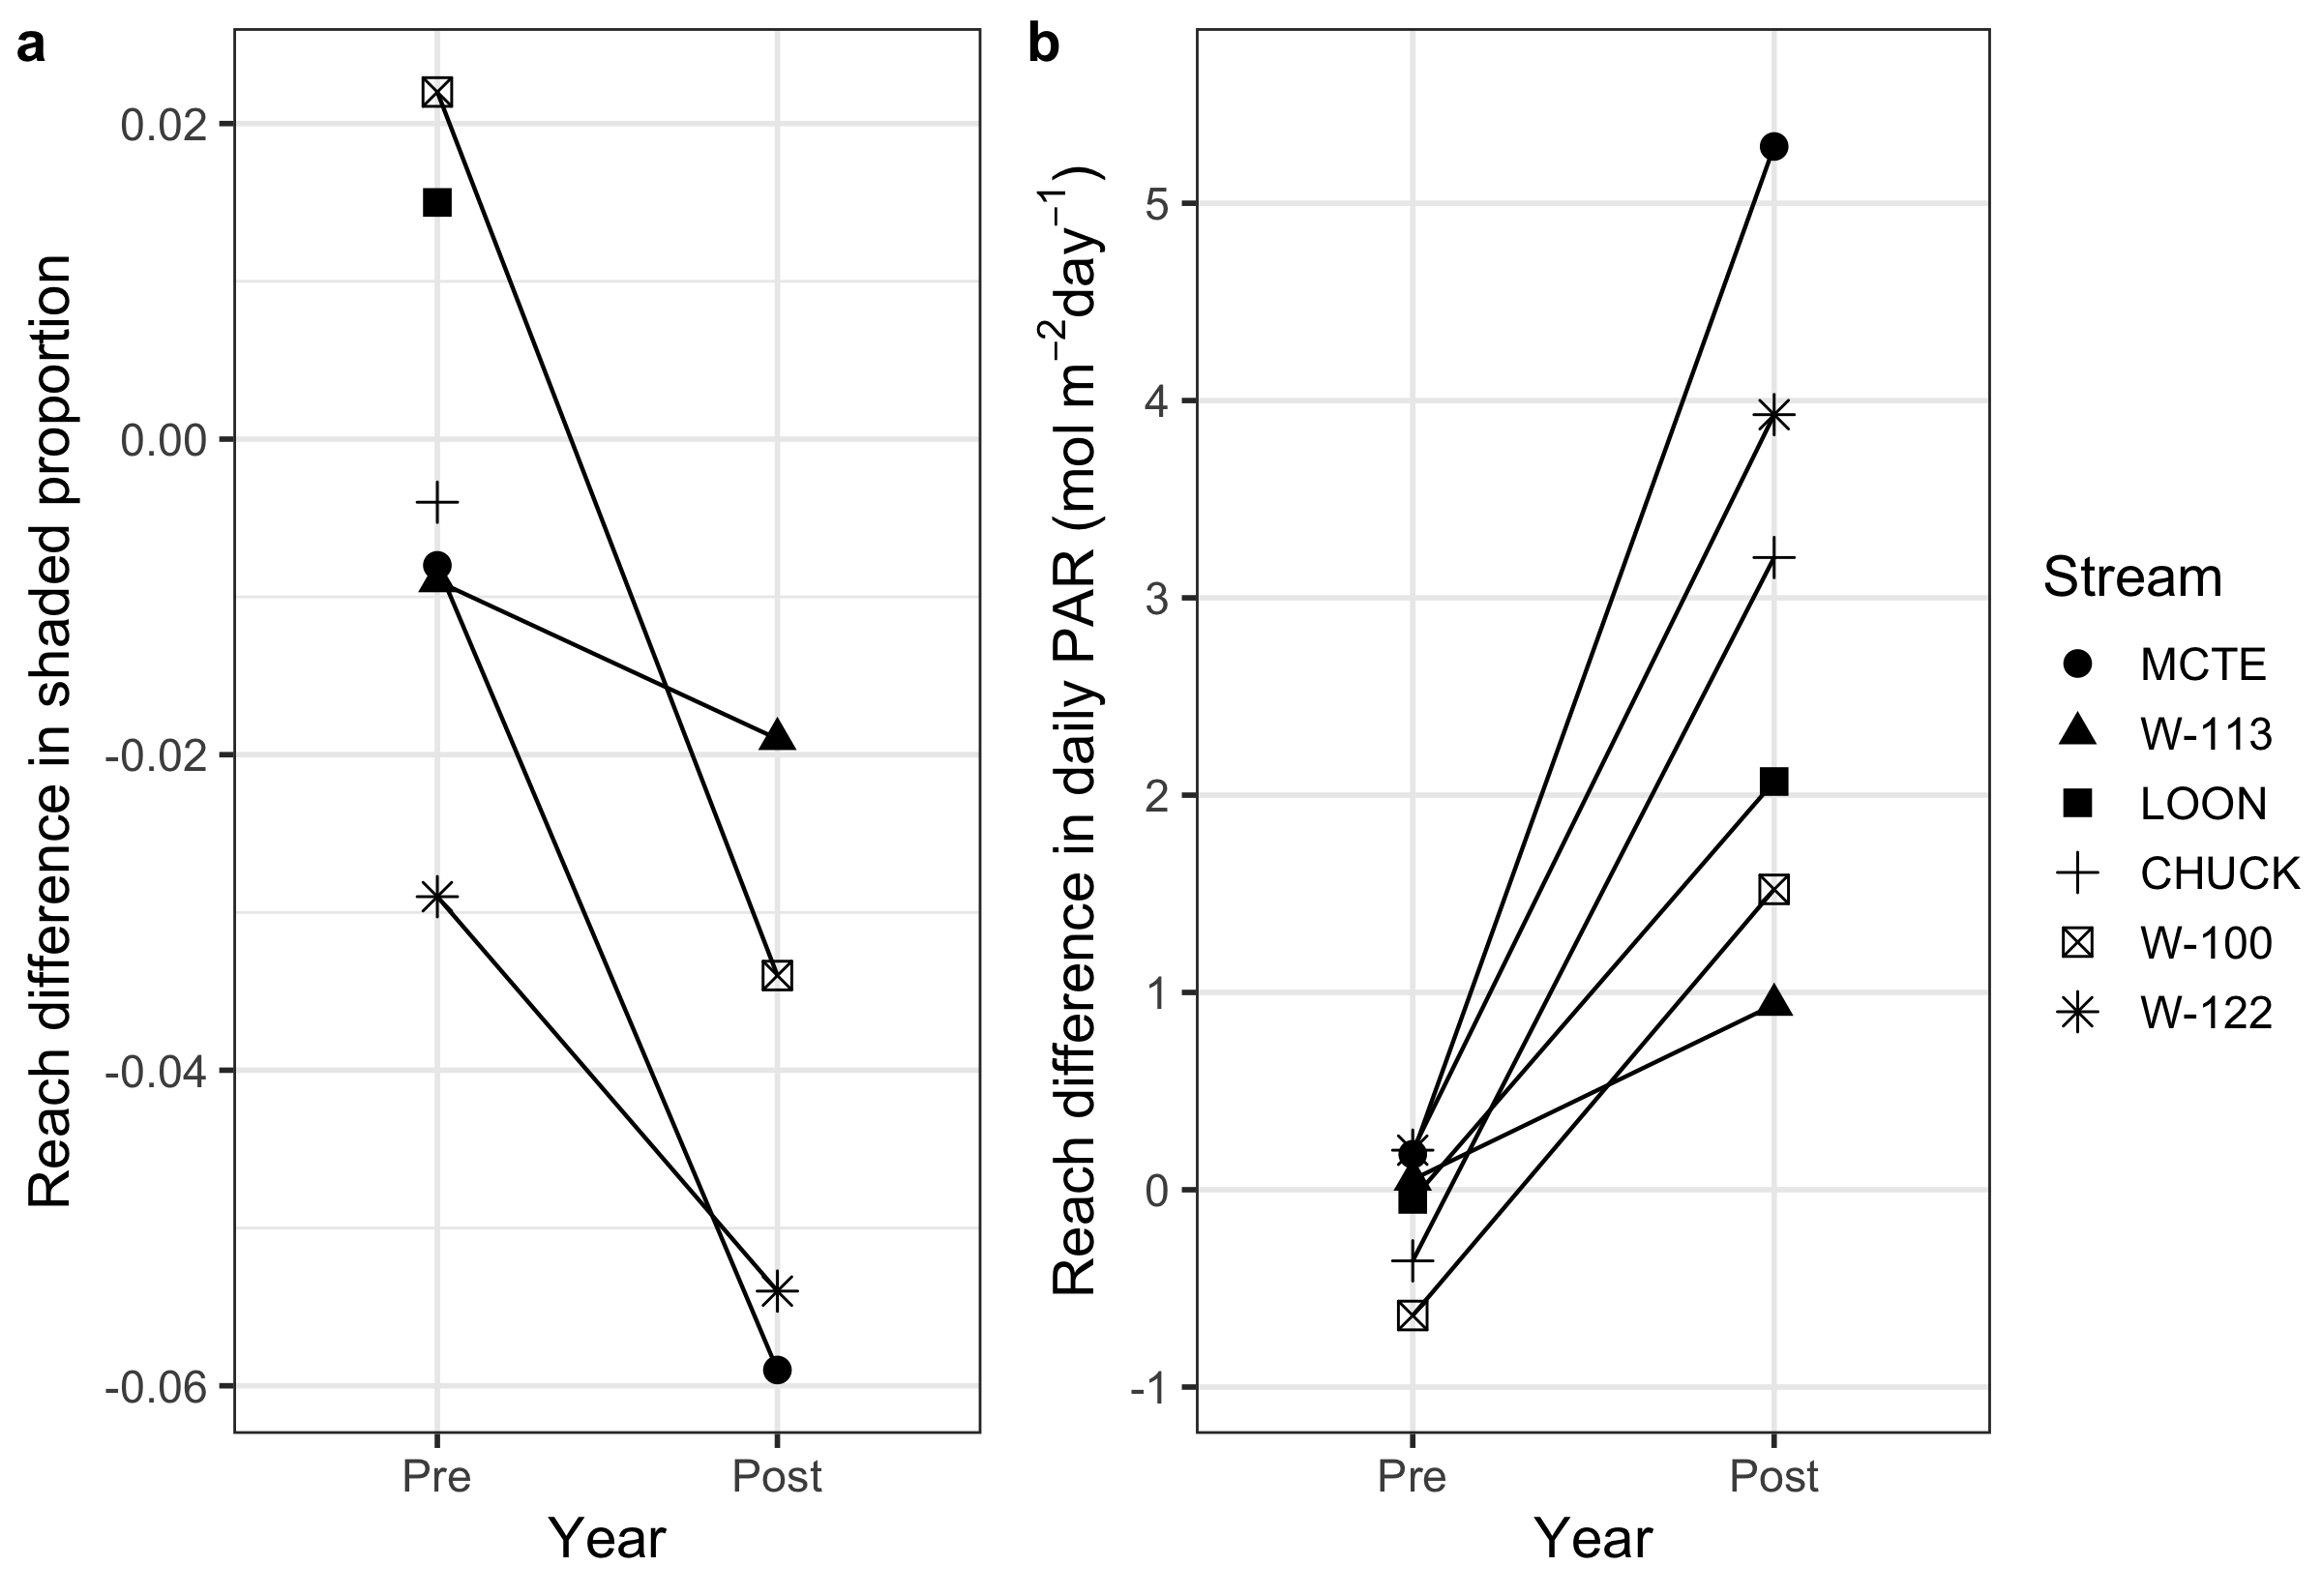 a
Reach difference in shaded proportion
0.02
0.00
-0.02
-0.04
-0.06
Pre
Post
Year
b
Reach difference in daily PAR (mol m⁻²day⁻¹)
5
4
3
2
1
0
-1
Pre
Post
Year
Stream
MCTE
W-113
LOON
CHUCK
W-100
W-122